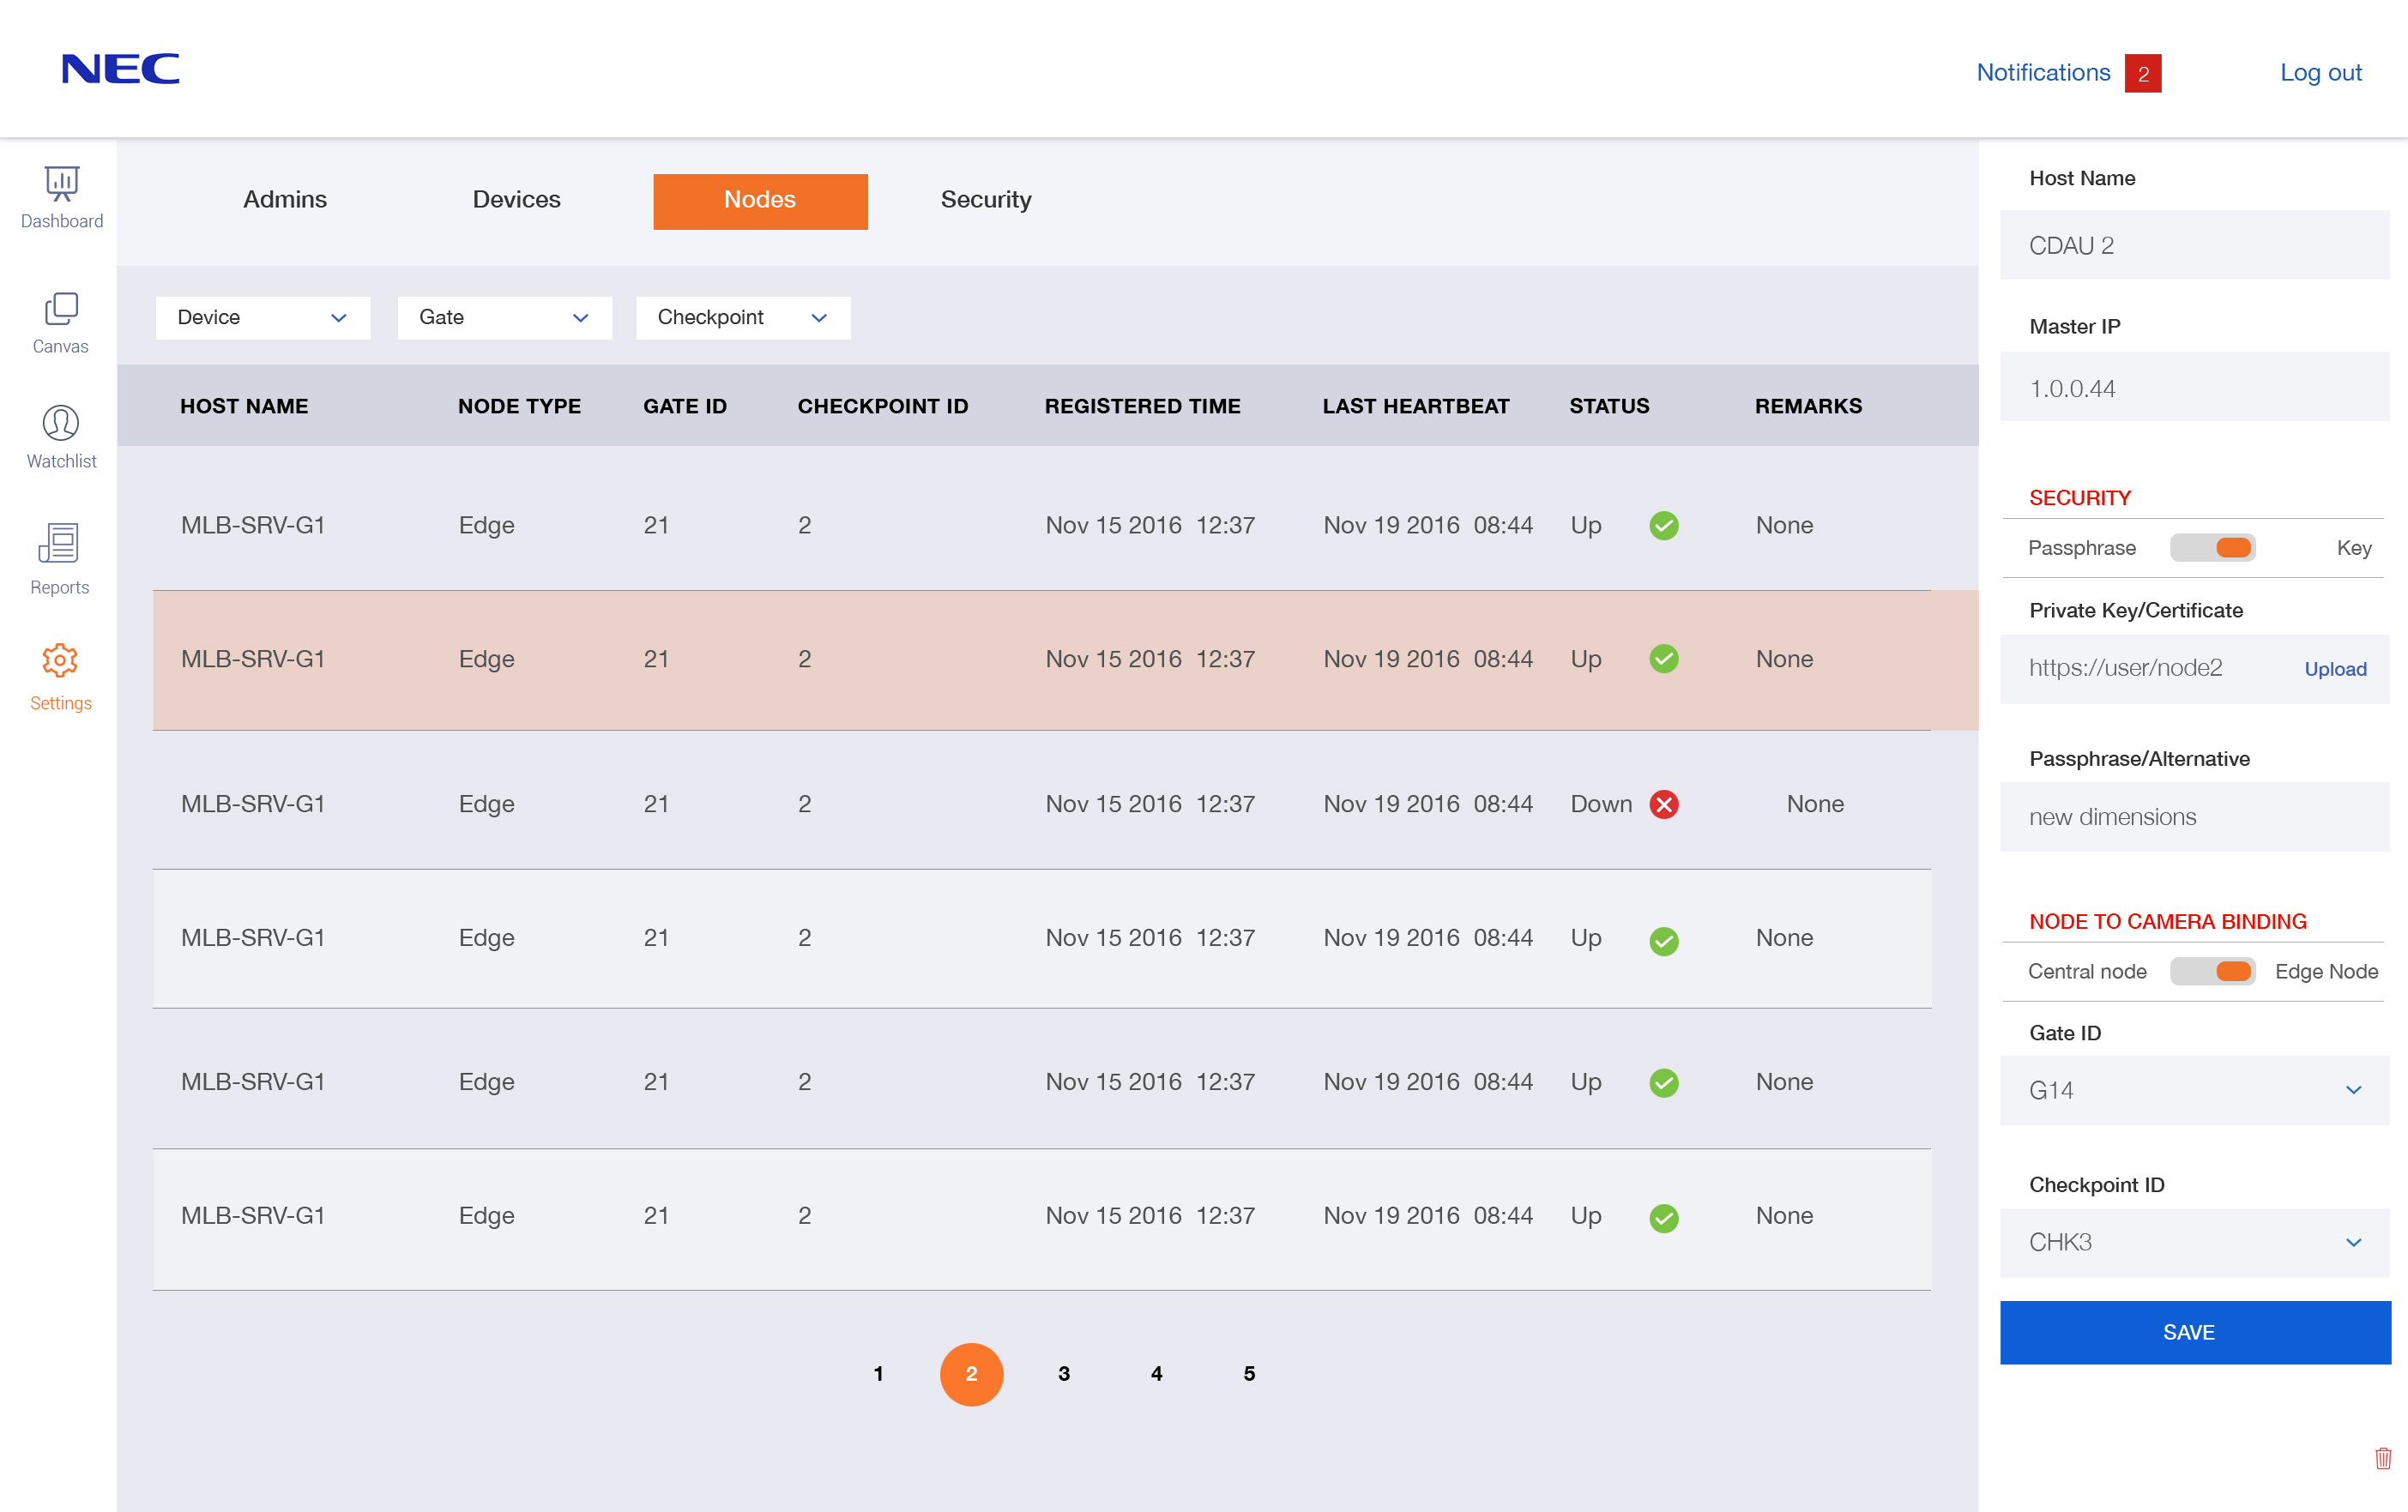 NEC
Notifications 2
Log out
Dashboard
Canvas
Watchlist
Reports
Settings
Admins Devices Nodes Security
Device Gate Checkpoint
HOST NAME NODE TYPE GATE ID CHECKPOINT ID REGISTERED TIME LAST HEARTBEAT STATUS REMARKS
MLB-SRV-G1 Edge 21 2 Nov 15 2016 12:37 Nov 19 2016 08:44 Up None
MLB-SRV-G1 Edge 21 2 Nov 15 2016 12:37 Nov 19 2016 08:44 Up None
MLB-SRV-G1 Edge 21 2 Nov 15 2016 12:37 Nov 19 2016 08:44 Down None
MLB-SRV-G1 Edge 21 2 Nov 15 2016 12:37 Nov 19 2016 08:44 Up None
MLB-SRV-G1 Edge 21 2 Nov 15 2016 12:37 Nov 19 2016 08:44 Up None
MLB-SRV-G1 Edge 21 2 Nov 15 2016 12:37 Nov 19 2016 08:44 Up None
1 2 3 4 5
Host Name
CDAU 2
Master IP
1.0.0.44
SECURITY
Passphrase Key
Private Key/Certificate
https://user/node2 Upload
Passphrase/Alternative
new dimensions
NODE TO CAMERA BINDING
Central node Edge Node
Gate ID
G14
Checkpoint ID
CHK3
SAVE